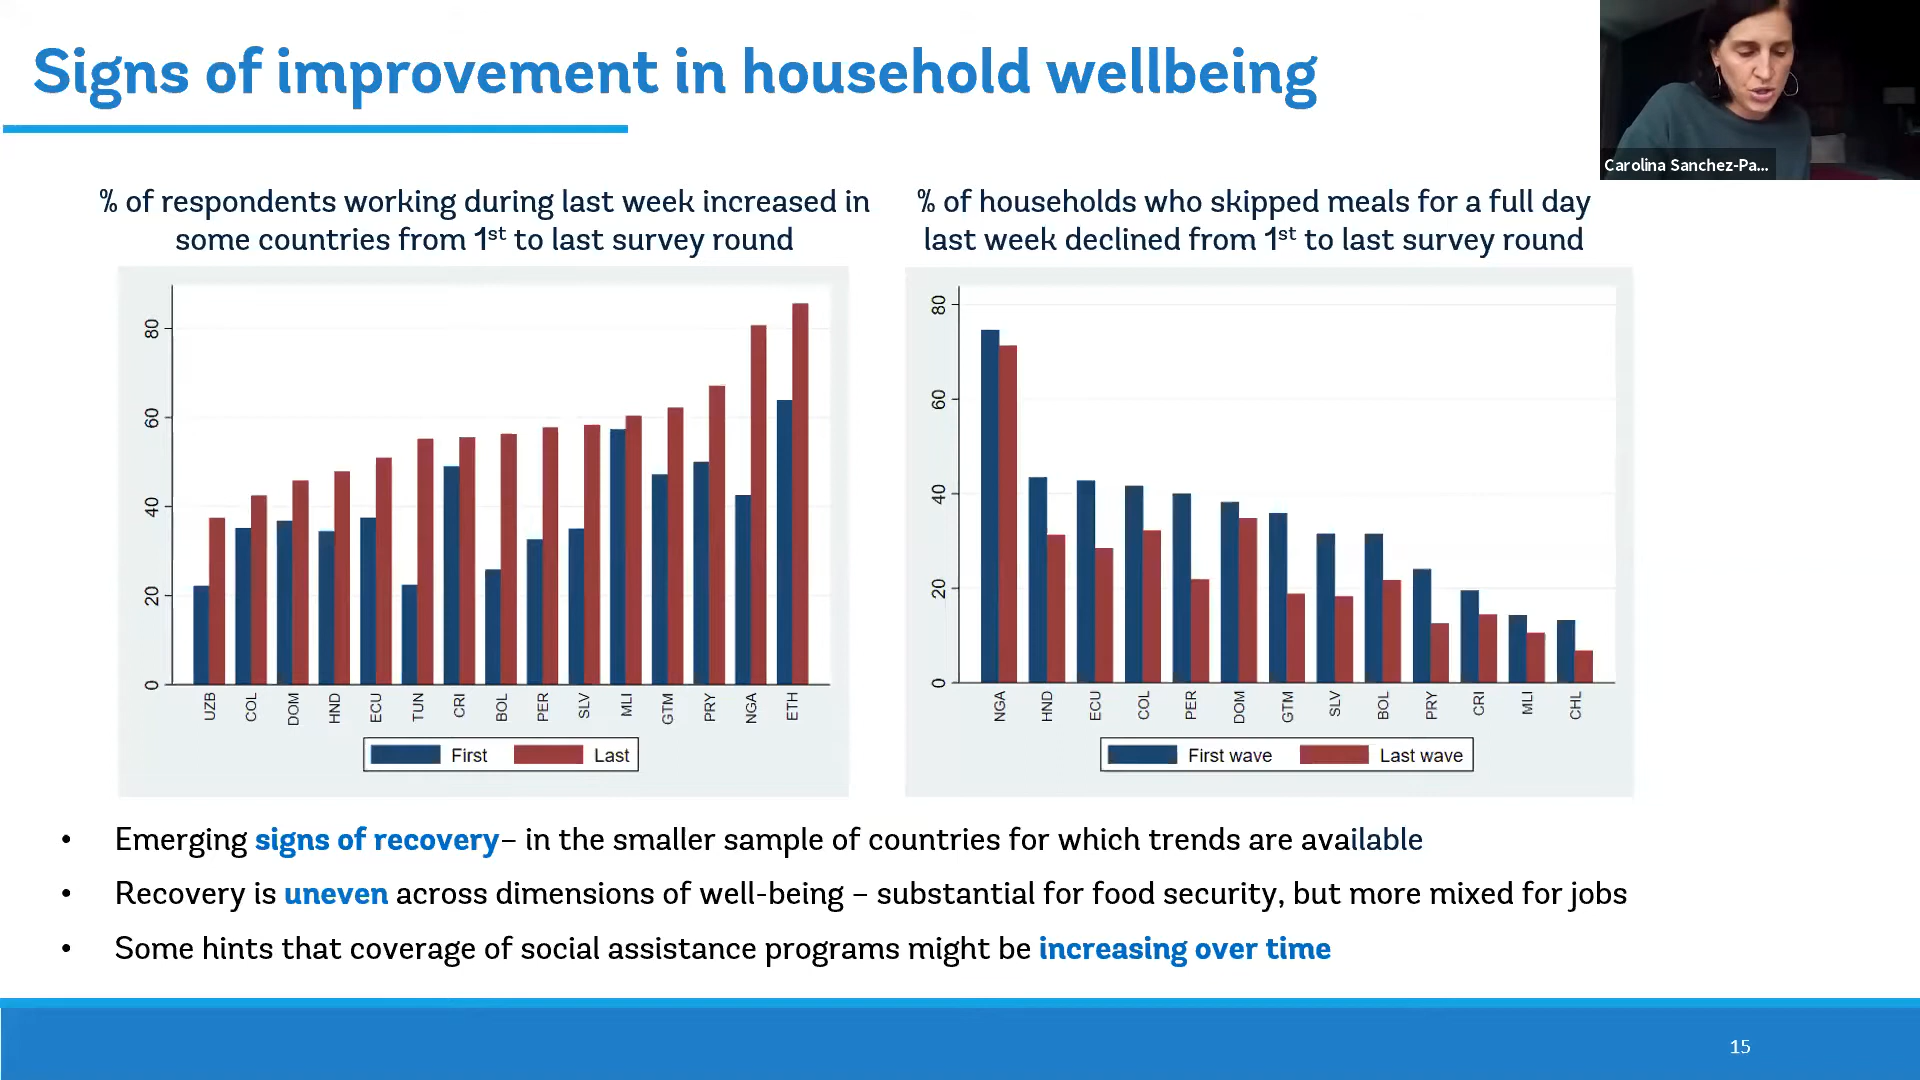 Signs of improvement in household wellbeing
Carolina Sanchez-Pa...
% of respondents working during last week increased in
some countries from 1st to last survey round
% of households who skipped meals for a full day
last week declined from 1st to last survey round
80
60
40
20
0
UZB COL DOM HND ECU TUN CRI BOL PER SLV MLI GTM PRY NGA ETH
First Last
80
60
40
20
0
NGA HND ECU COL PER DOM GTM SLV BOL PRY CRI MLI CHL
First wave Last wave
• Emerging signs of recovery– in the smaller sample of countries for which trends are available
• Recovery is uneven across dimensions of well-being – substantial for food security, but more mixed for jobs
• Some hints that coverage of social assistance programs might be increasing over time
15